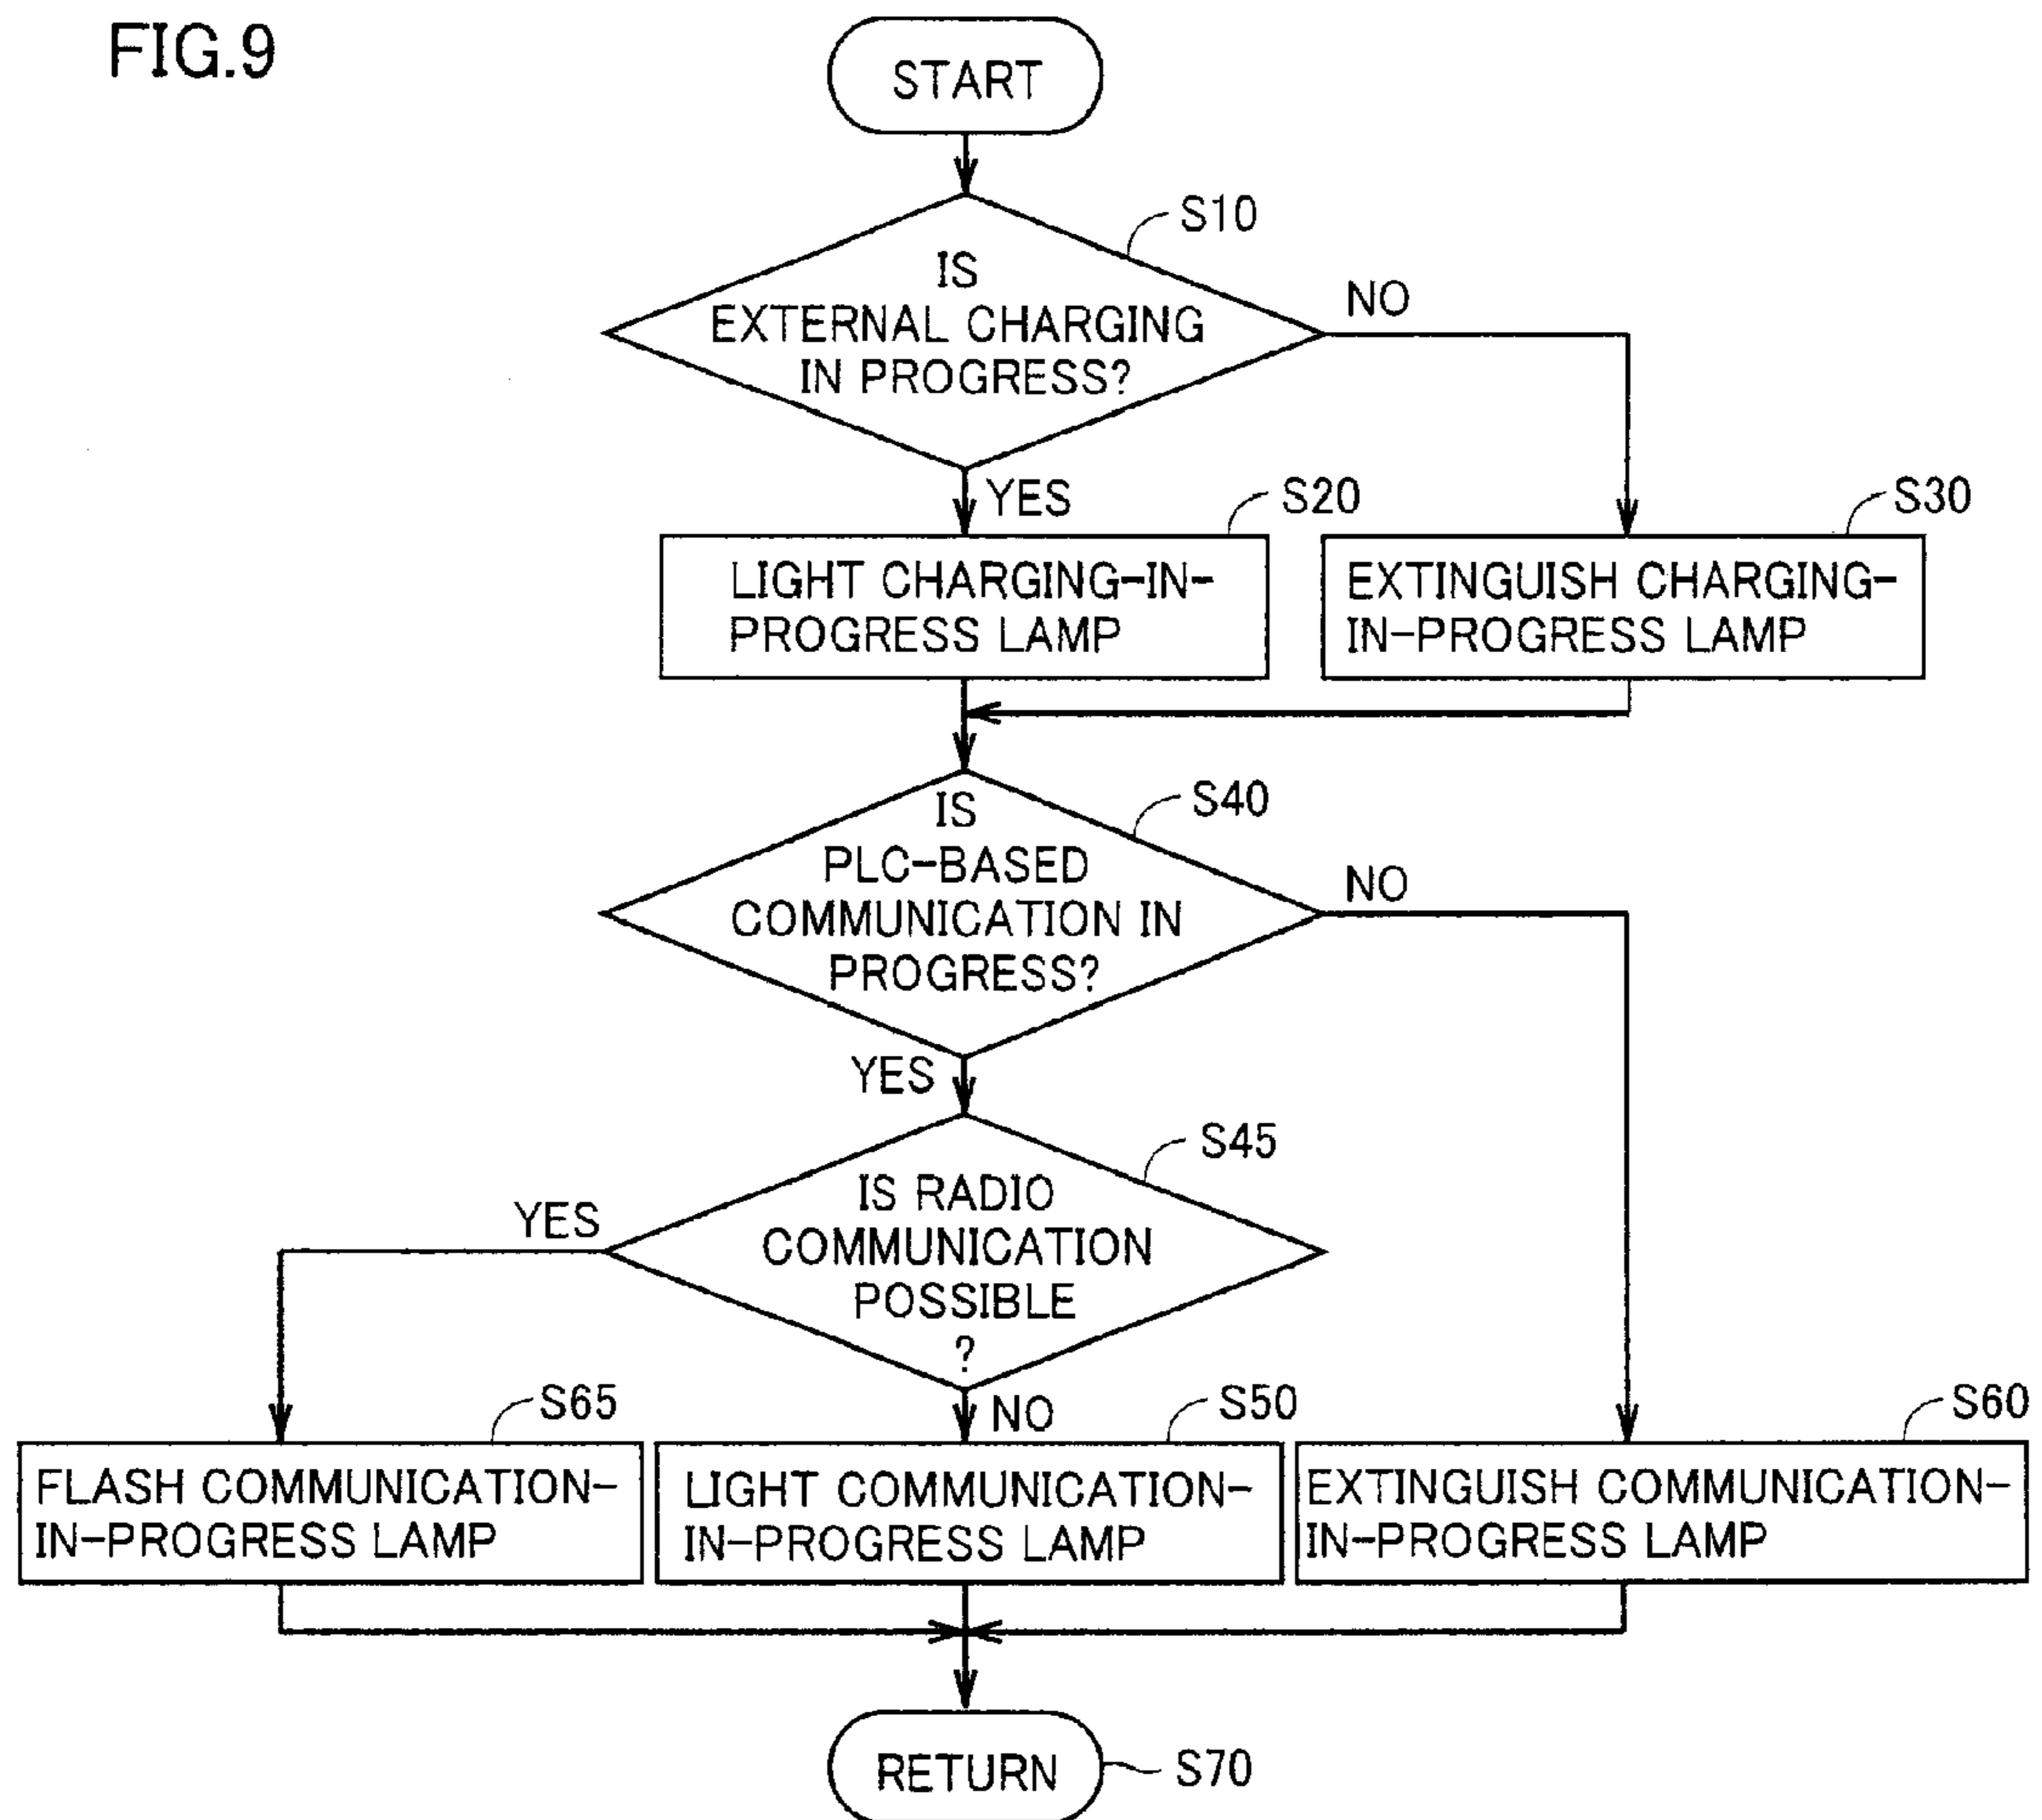 FIG.9
START
S10
IS
EXTERNAL CHARGING
IN PROGRESS?
NO
YES
S20
LIGHT CHARGING-IN-
PROGRESS LAMP
S30
EXTINGUISH CHARGING-
IN-PROGRESS LAMP
S40
IS
PLC-BASED
COMMUNICATION IN
PROGRESS?
NO
YES
S45
IS RADIO
COMMUNICATION
POSSIBLE
?
YES
NO
S65
FLASH COMMUNICATION-
IN-PROGRESS LAMP
S50
LIGHT COMMUNICATION-
IN-PROGRESS LAMP
S60
EXTINGUISH COMMUNICATION-
IN-PROGRESS LAMP
RETURN
S70